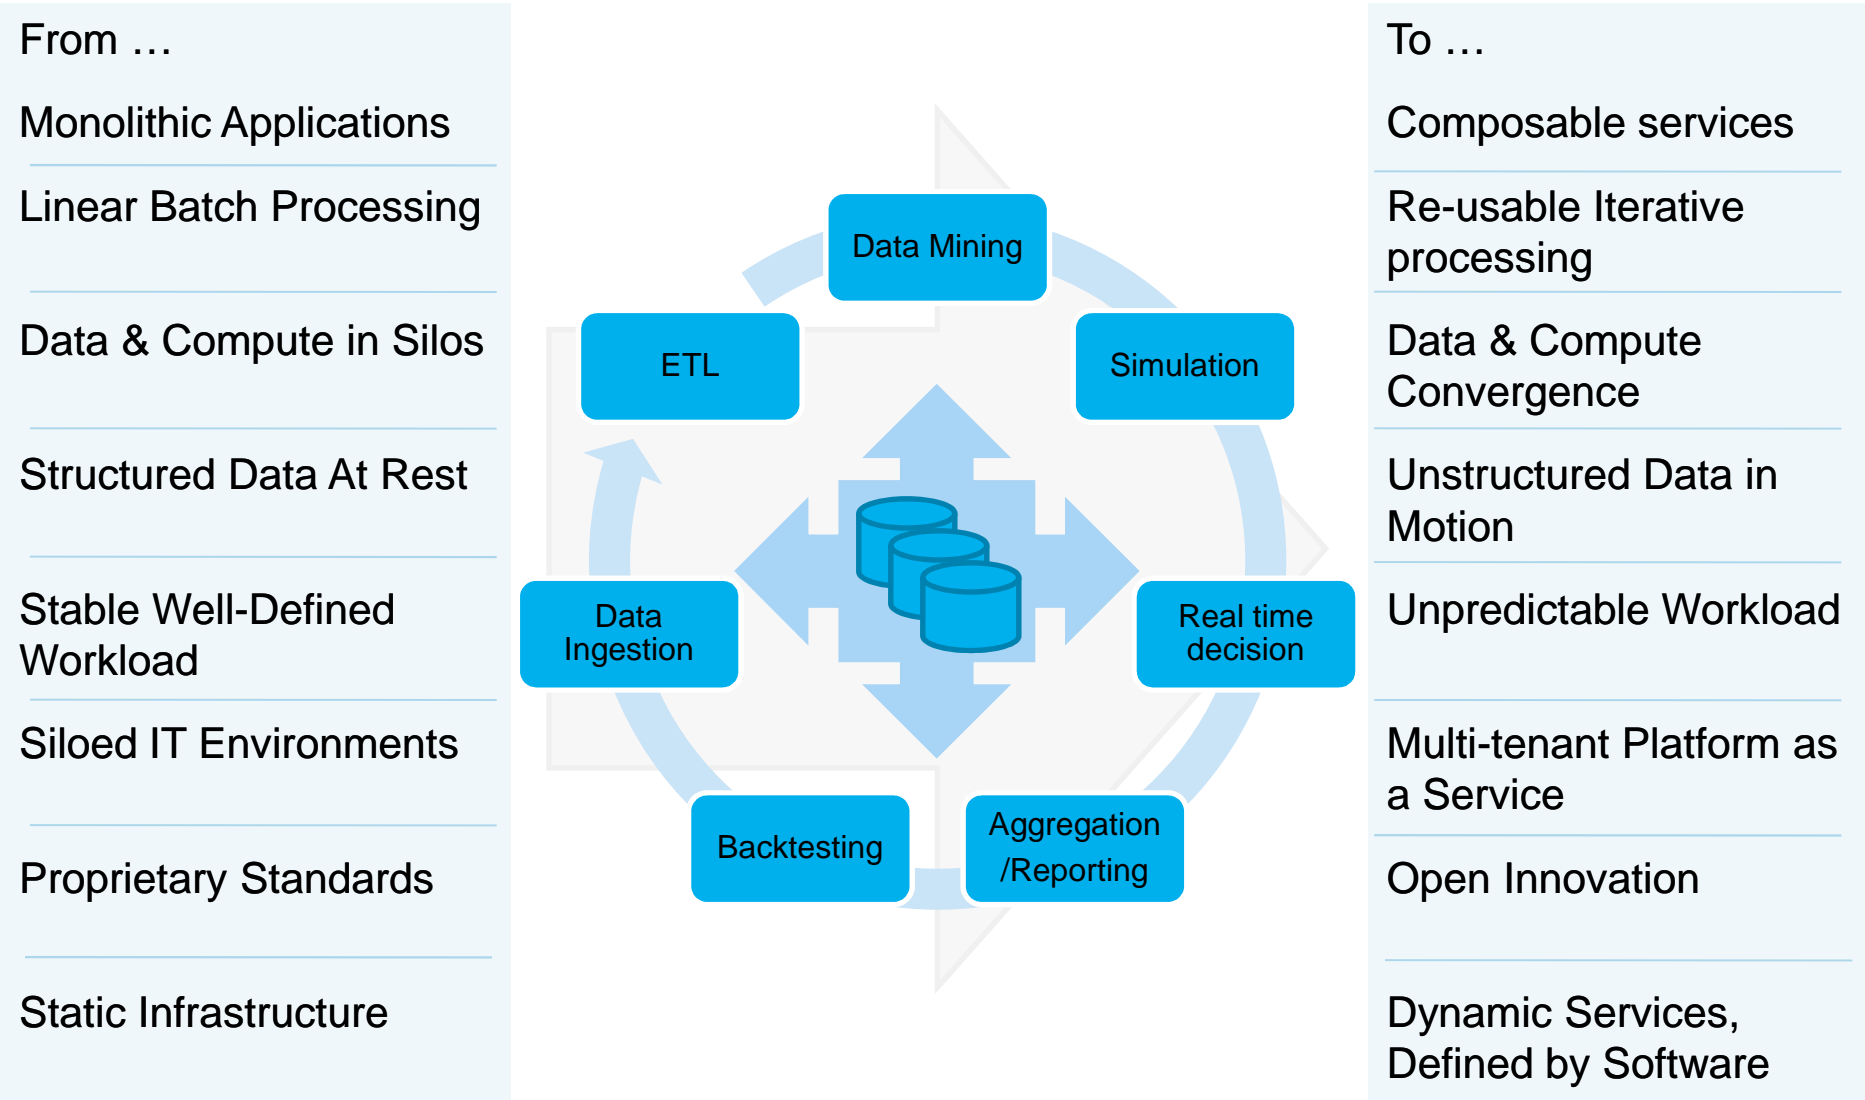 From …
Monolithic Applications
Linear Batch Processing
Data & Compute in Silos
Structured Data At Rest
Stable Well-Defined
Workload
Siloed IT Environments
Proprietary Standards
Static Infrastructure
Data Mining
ETL
Simulation
Data
Ingestion
Real time
decision
Backtesting
Aggregation
/Reporting
To …
Composable services
Re-usable Iterative
processing
Data & Compute
Convergence
Unstructured Data in
Motion
Unpredictable Workload
Multi-tenant Platform as
a Service
Open Innovation
Dynamic Services,
Defined by Software